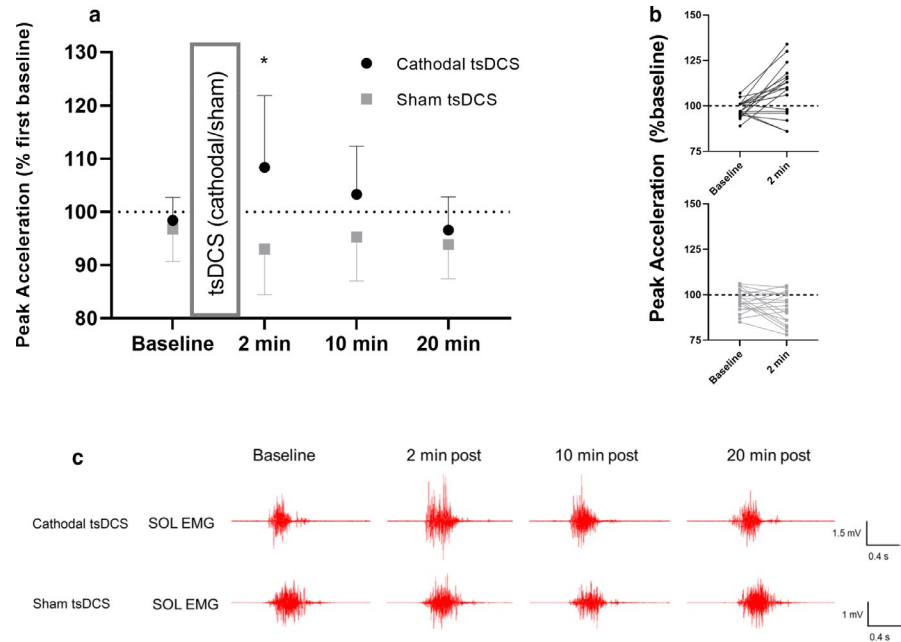 a
Peak Acceleration (% first baseline)
130
120
110
100
90
80
tsDCS (cathodal/sham)
*
Cathodal tsDCS
Sham tsDCS
Baseline
2 min
10 min
20 min
b
Peak Acceleration (%baseline)
150
125
100
75
Baseline
2 min
150
125
100
75
Baseline
2 min
c
Baseline
2 min post
10 min post
20 min post
Cathodal tsDCS
SOL EMG
1.5 mV
0.4 s
Sham tsDCS
SOL EMG
1 mV
0.4 s